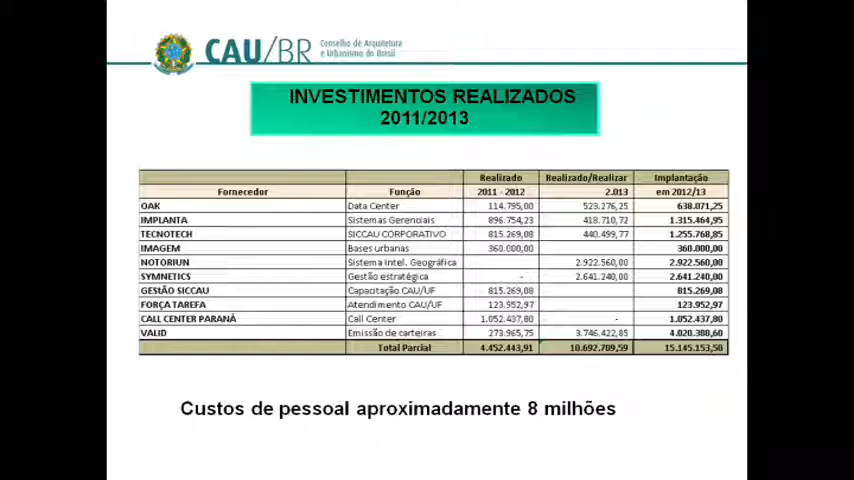 CAU/BR Conselho de Arquitetura
e Urbanismo do Brasil
INVESTIMENTOS REALIZADOS
2011/2013
Realizado Realizado/Realizar Implantação
Fornecedor Função 2011 - 2012 2.013 em 2012/13
OAK Data Center 114.795,00 523.276,25 638.071,25
IMPLANTA Sistemas Gerenciais 896.754,23 418.710,72 1.315.464,95
TECNOTECH SICCAU CORPORATIVO 815.269,08 440.499,77 1.255.768,85
IMAGEM Bases urbanas 360.000,00 360.000,00
NOTORIUN Sistema Intel. Geográfica 2.922.560,00 2.922.560,00
SYMNETICS Gestão estratégica - 2.641.240,00 2.641.240,00
GEStÃO SICCAU Capacitação CAU/UF 815.269,08 815.269,08
FORÇA TAREFA Atendimento CAU/UF 123.952,97 123.952,97
CALL CENTER PARANÁ Call Center 1.052.437,80 - 1.052.437,80
VALID Emissão de carteiras 273.965,75 3.746.422,85 4.020.388,60
Total Parcial 4.452.443,91 10.692.709,59 15.145.153,50
Custos de pessoal aproximadamente 8 milhões